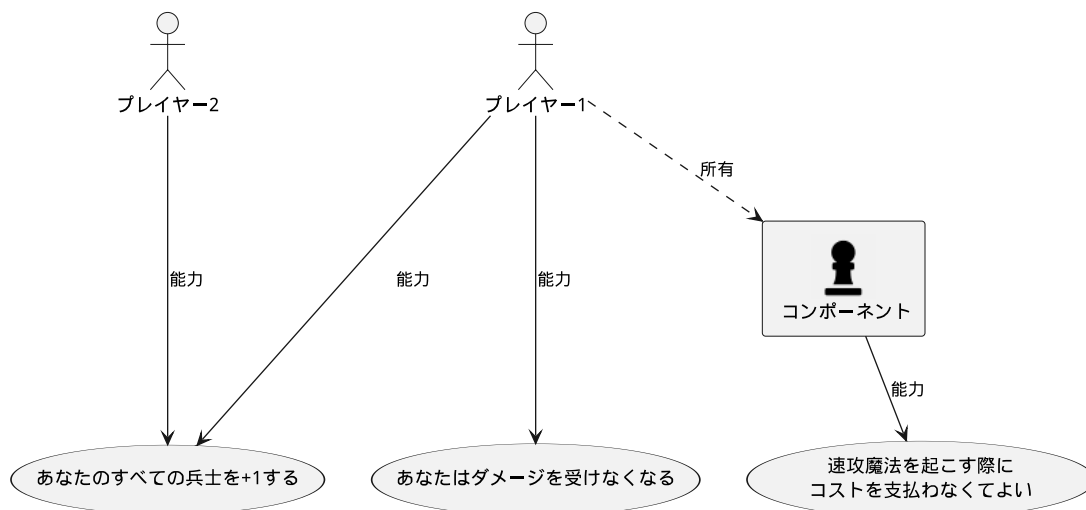 プレイヤー2
プレイヤー1
所有
コンポーネント
能力
能力
能力
能力
あなたのすべての兵士を+1する
あなたはダメージを受けなくなる
速攻魔法を起こす際に
コストを支払わなくてよい